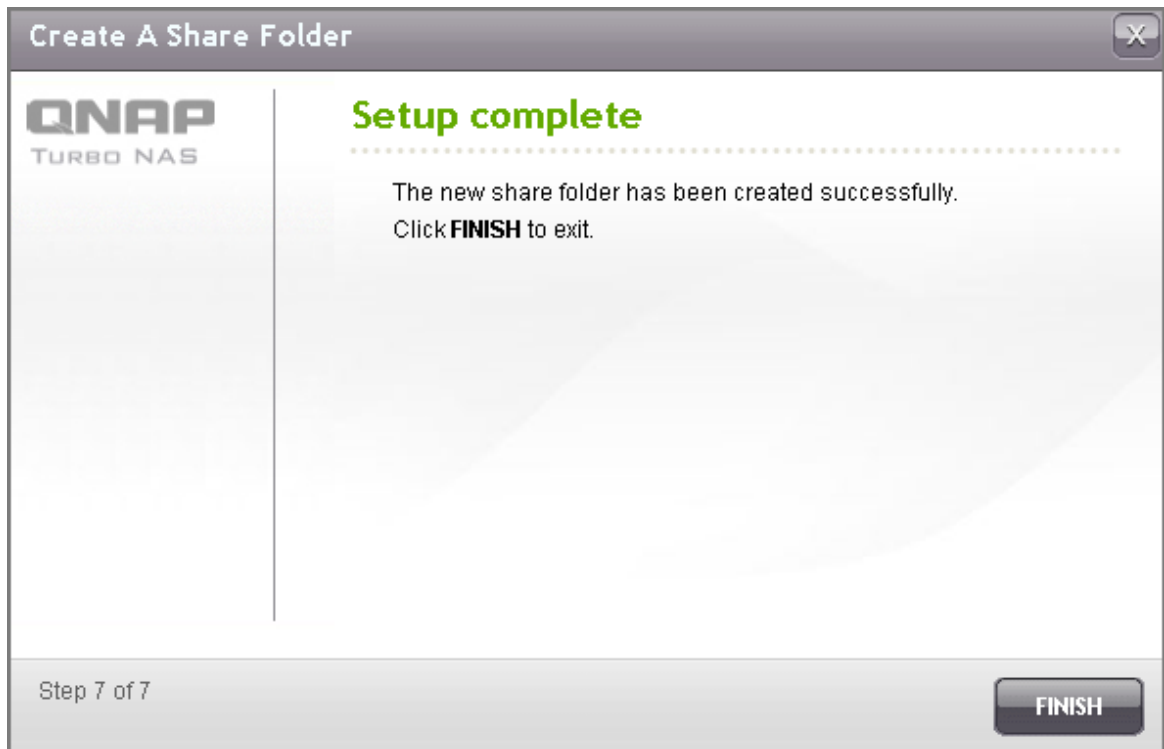 Create A Share Folder
X
QNAP
TURBO NAS
Setup complete
The new share folder has been created successfully.
Click FINISH to exit.
Step 7 of 7
FINISH